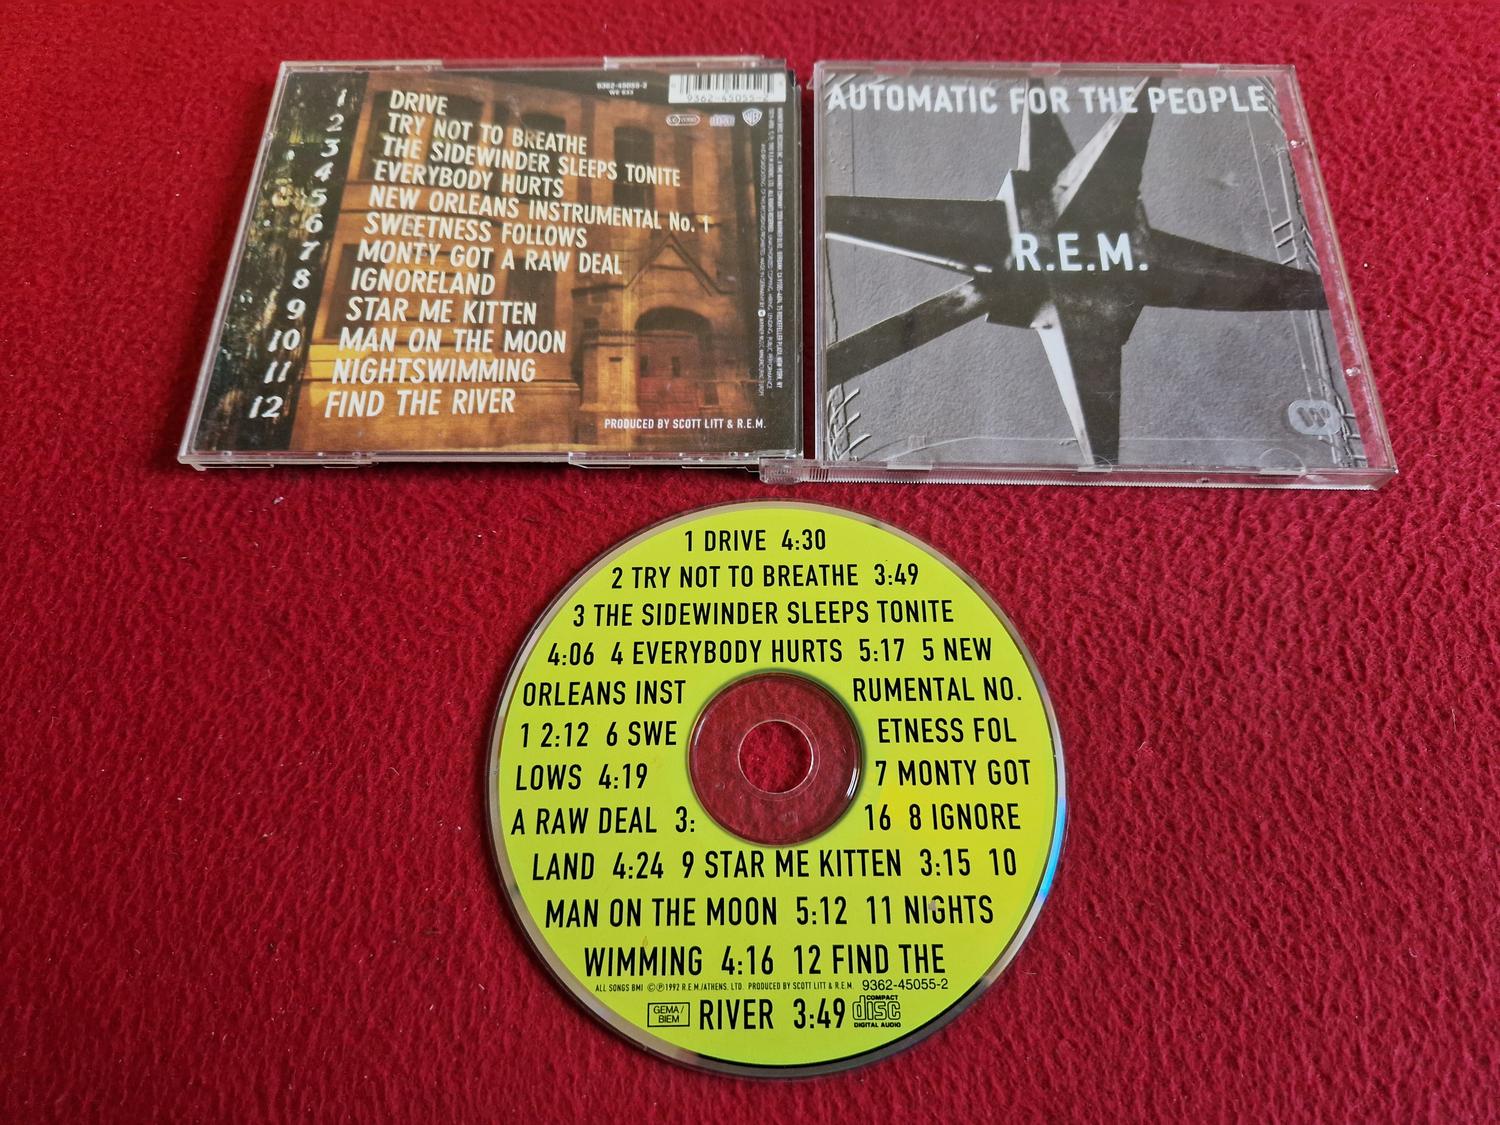 9362-45055-2
WE 833
9362-45055-2
1 DRIVE
2 TRY NOT TO BREATHE
3 THE SIDEWINDER SLEEPS TONITE
4 EVERYBODY HURTS
5 NEW ORLEANS INSTRUMENTAL No. 1
6 SWEETNESS FOLLOWS
7 MONTY GOT A RAW DEAL
8 IGNORELAND
9 STAR ME KITTEN
10 MAN ON THE MOON
11 NIGHTSWIMMING
12 FIND THE RIVER
PRODUCED BY SCOTT LITT & R.E.M.
AUTOMATIC FOR THE PEOPLE
R.E.M.
1 DRIVE 4:30
2 TRY NOT TO BREATHE 3:49
3 THE SIDEWINDER SLEEPS TONITE
4:06 4 EVERYBODY HURTS 5:17 5 NEW
ORLEANS INST RUMENTAL NO.
1 2:12 6 SWE ETNESS FOL
LOWS 4:19 7 MONTY GOT
A RAW DEAL 3: 16 8 IGNORE
LAND 4:24 9 STAR ME KITTEN 3:15 10
MAN ON THE MOON 5:12 11 NIGHTS
WIMMING 4:16 12 FIND THE
ALL SONGS BMI ©℗1992 R.E.M./ATHENS. LTD. PRODUCED BY SCOTT LITT & R.E.M. 9362-45055-2
GEMA/
BIEM
RIVER 3:49
COMPACT
disc
DIGITAL AUDIO